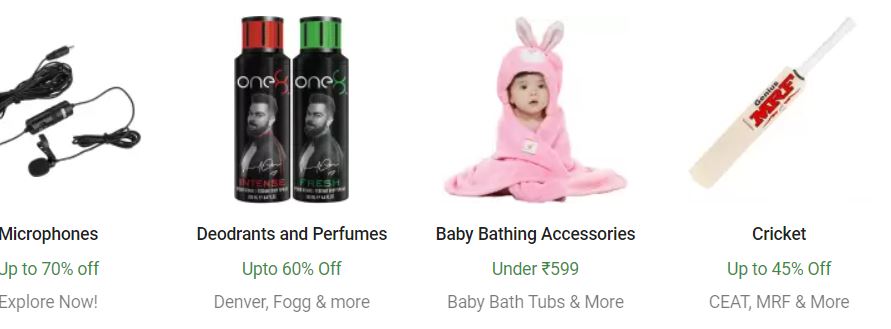 one8
INTENSE
one8
FRESH
Genius
MRF
Microphones
Up to 70% off
Explore Now!
Deodrants and Perfumes
Upto 60% Off
Denver, Fogg & more
Baby Bathing Accessories
Under ₹599
Baby Bath Tubs & More
Cricket
Up to 45% Off
CEAT, MRF & More